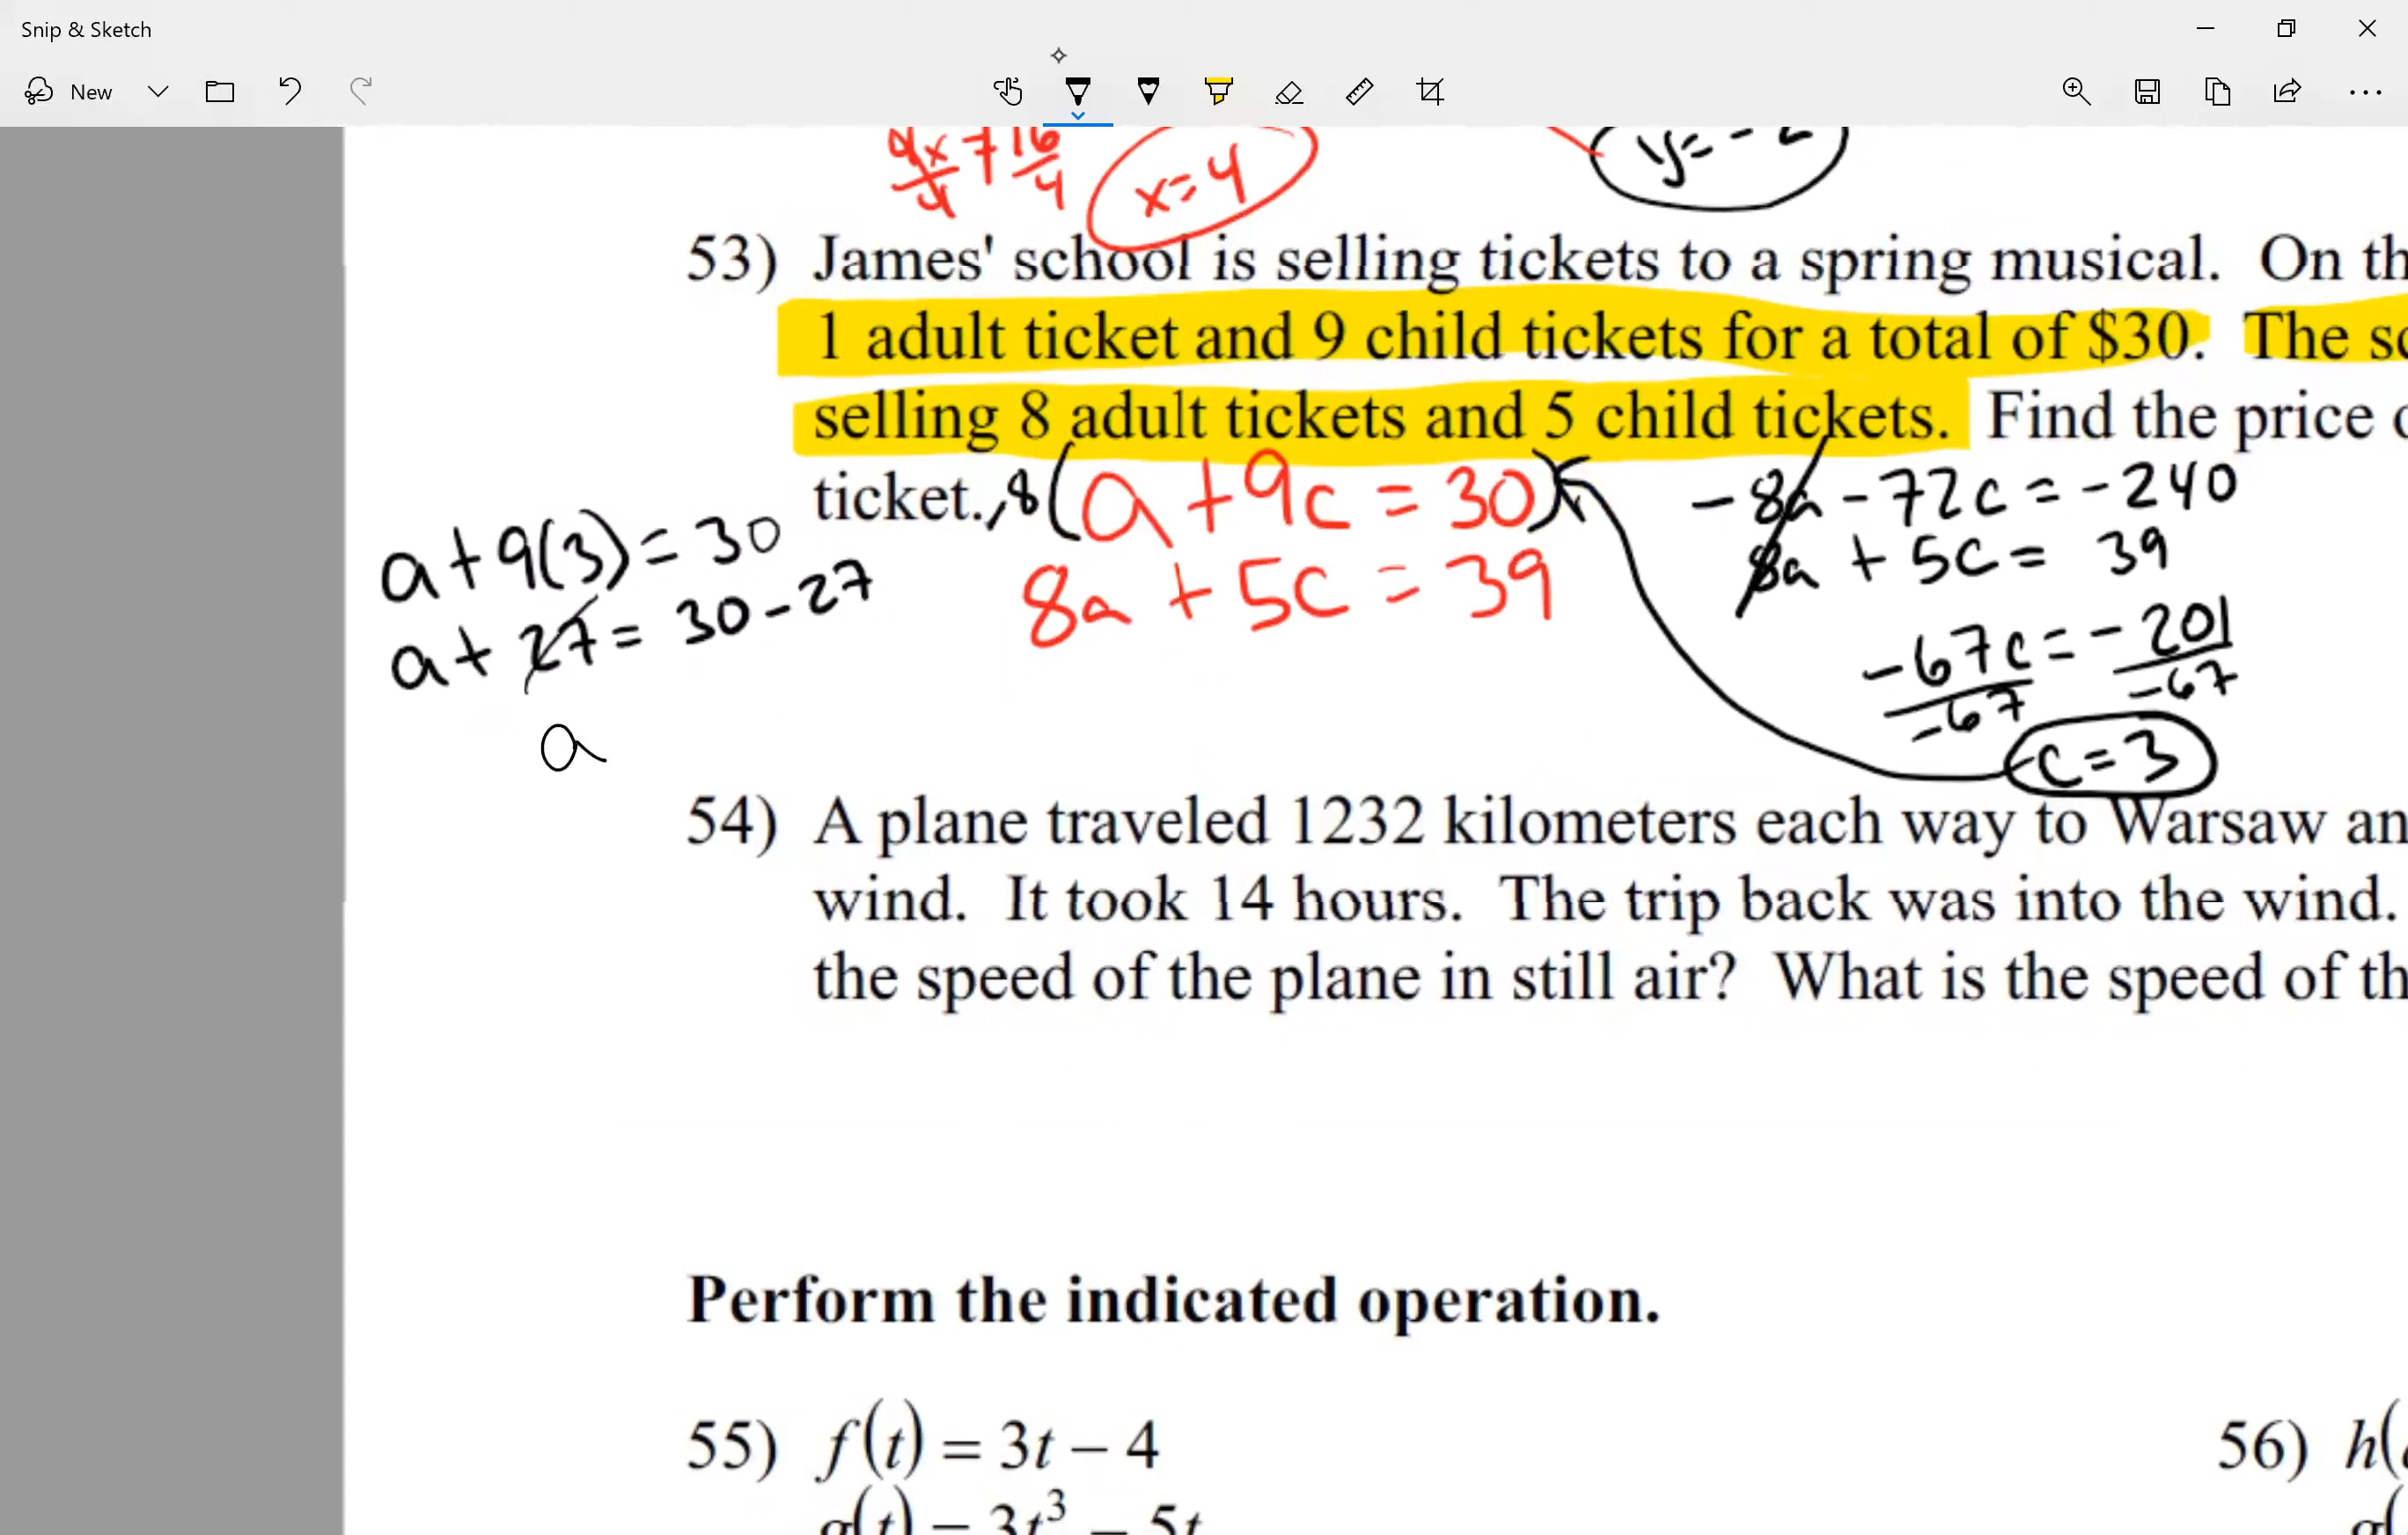 Snip & Sketch
New
x=4
53) James' school is selling tickets to a spring musical. On th
1 adult ticket and 9 child tickets for a total of $30. The sc
selling 8 adult tickets and 5 child tickets. Find the price o
ticket.
-8(a+9c=30)
8a+5c=39
-8a-72c=-240
8a+5c=39
-67c=-201
-67 -67
c=3
a+9(3)=30
a+27=30-27
a
54) A plane traveled 1232 kilometers each way to Warsaw an
wind. It took 14 hours. The trip back was into the wind.
the speed of the plane in still air? What is the speed of th
Perform the indicated operation.
55) f(t) = 3t – 4
g(t) = 3t³ – 5t
56) h(